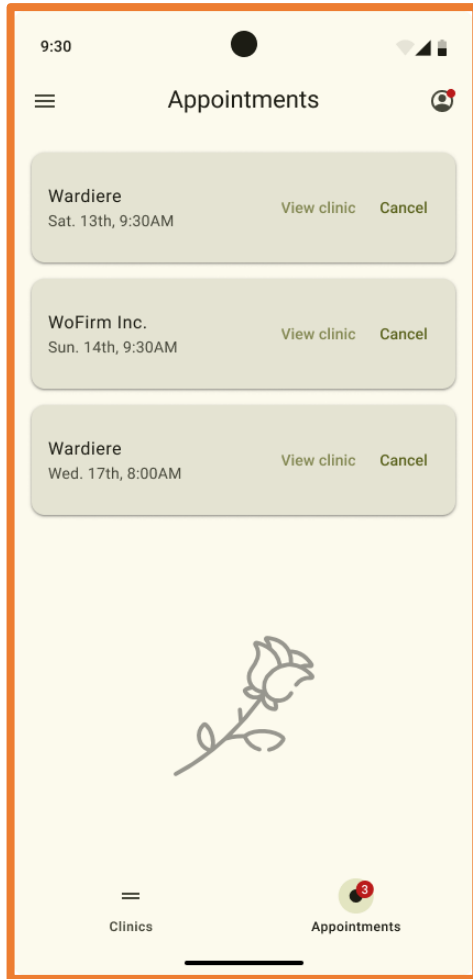 9:30
Appointments
Wardiere
Sat. 13th, 9:30AM
View clinic
Cancel
WoFirm Inc.
Sun. 14th, 9:30AM
View clinic
Cancel
Wardiere
Wed. 17th, 8:00AM
View clinic
Cancel
3
Clinics
Appointments